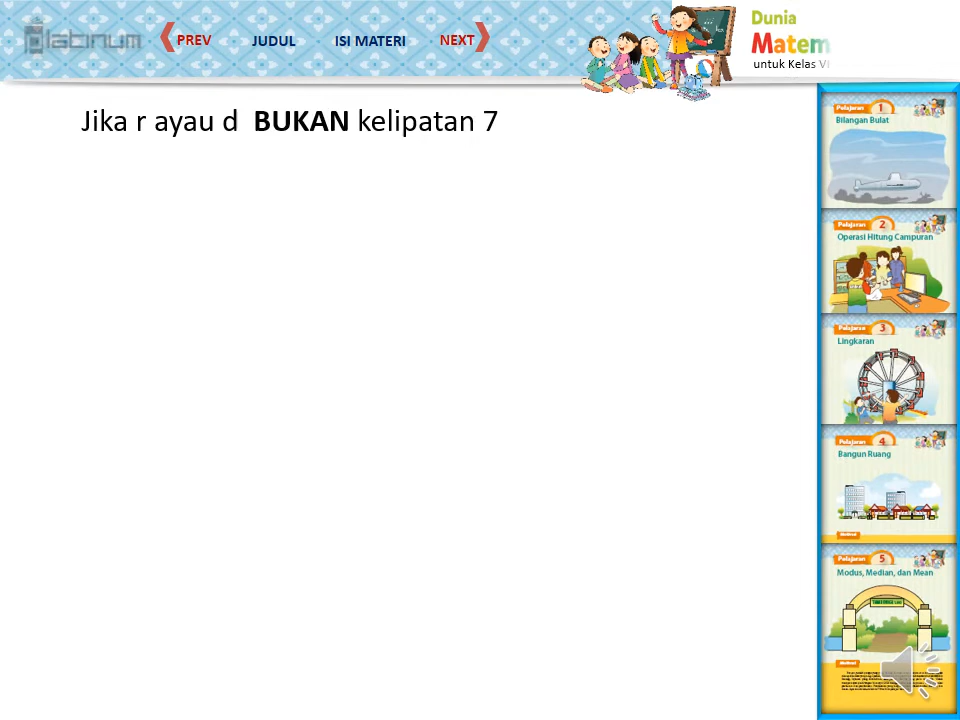 Platinum
PREV
JUDUL
ISI MATERI
NEXT
Dunia
Matem
untuk Kelas VI
Jika r ayau d BUKAN kelipatan 7
Pelajaran 1
Bilangan Bulat
Pelajaran 2
Operasi Hitung Campuran
Pelajaran 3
Lingkaran
Pelajaran 4
Bangun Ruang
Pelajaran 5
Modus, Median, dan Mean